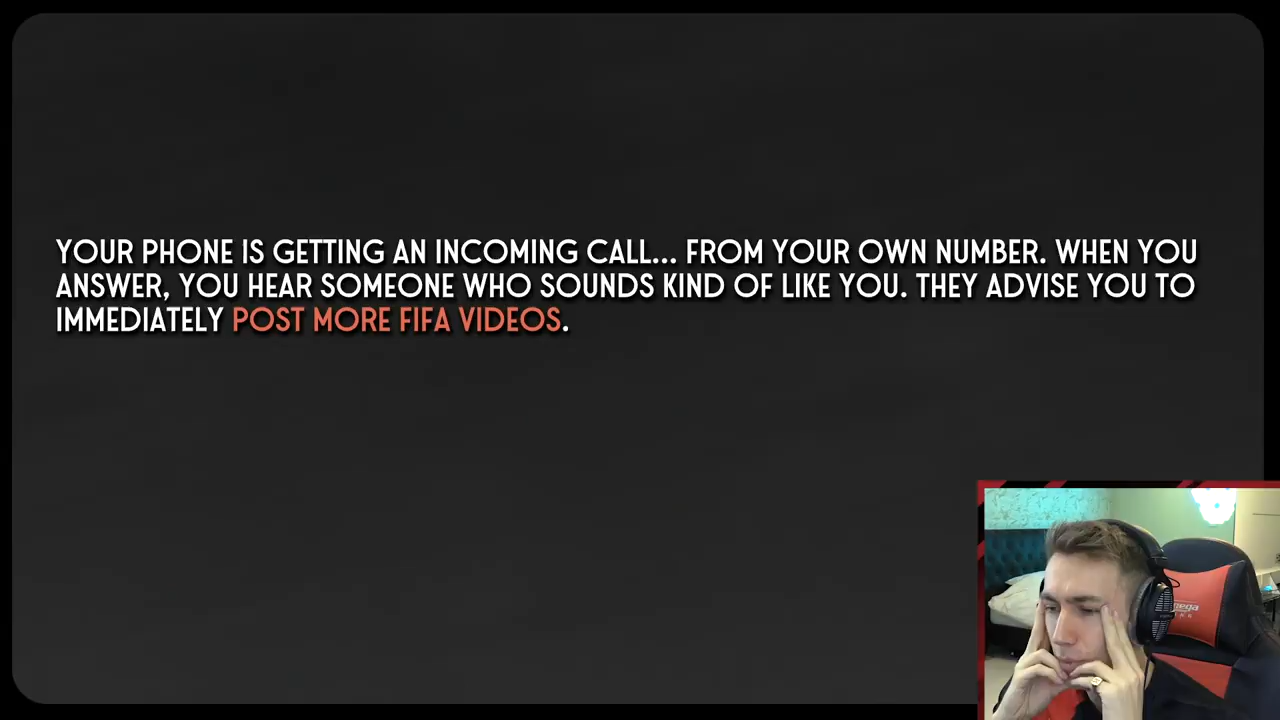 YOUR PHONE IS GETTING AN INCOMING CALL... FROM YOUR OWN NUMBER. WHEN YOU
ANSWER, YOU HEAR SOMEONE WHO SOUNDS KIND OF LIKE YOU. THEY ADVISE YOU TO
IMMEDIATELY POST MORE FIFA VIDEOS.